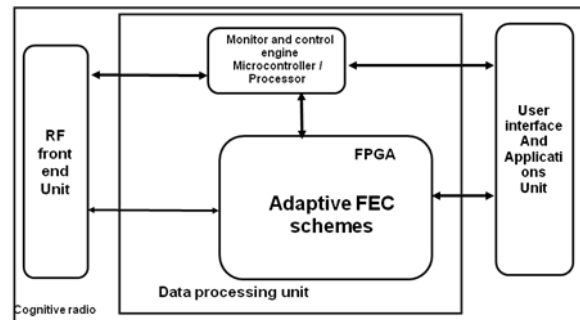 Monitor and control
engine
Microcontroller /
Processor
RF
front
end
Unit
FPGA
Adaptive FEC
schemes
User
interface
And
Applicati
ons
Unit
Data processing unit
Cognitive radio